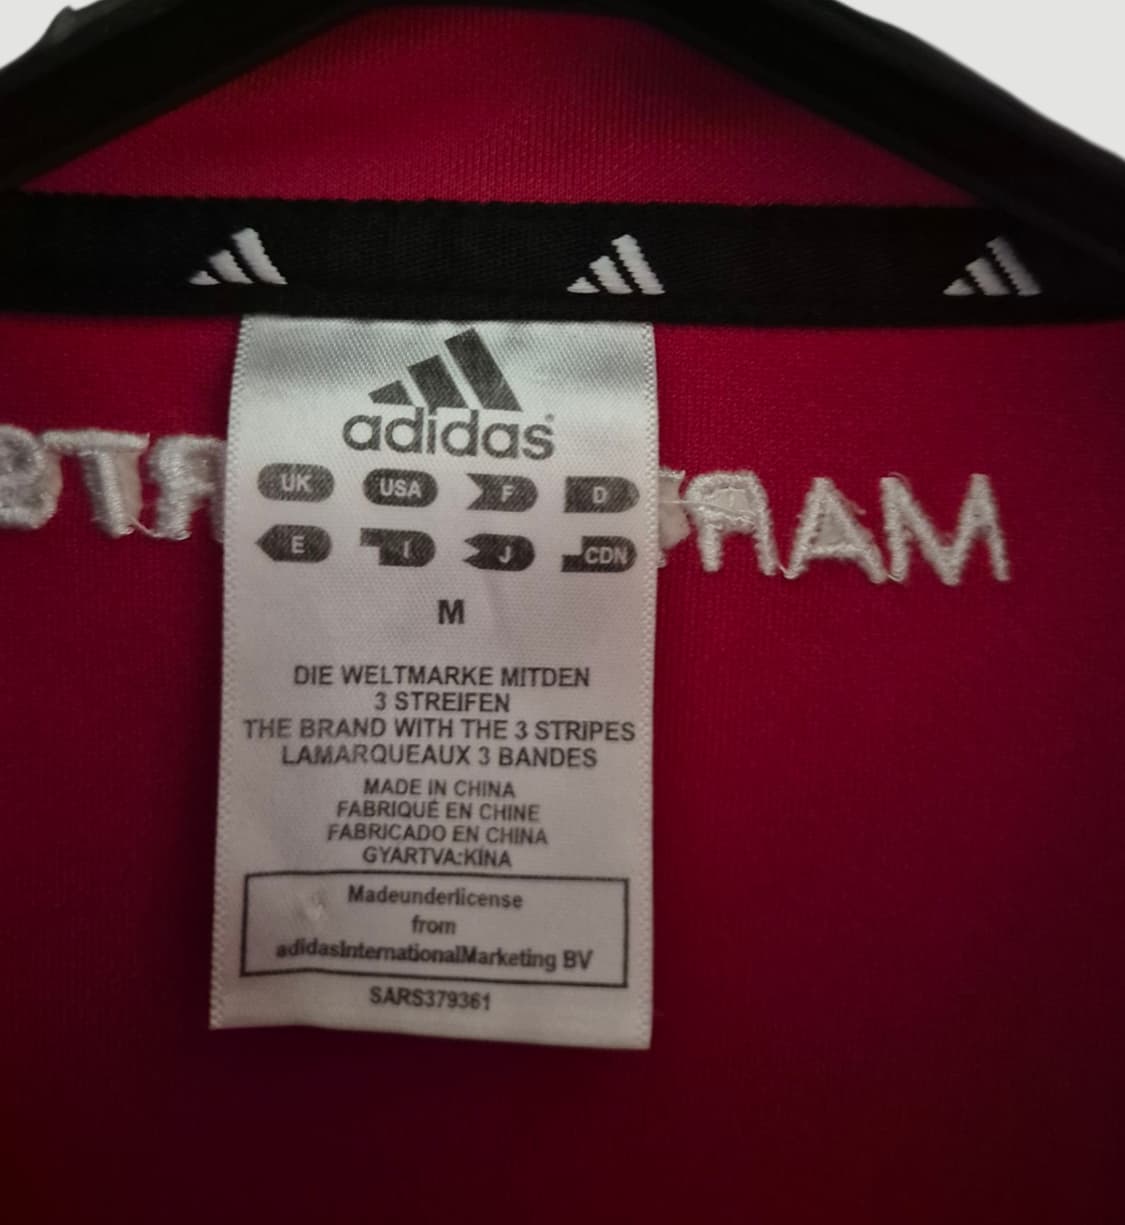 adidas®
UK USA F D
E I J CDN
M
DIE WELTMARKE MITDEN
3 STREIFEN
THE BRAND WITH THE 3 STRIPES
LAMARQUEAUX 3 BANDES
MADE IN CHINA
FABRIQUÉ EN CHINE
FABRICADO EN CHINA
GYARTVA:KINA
Madeunderlicense
from
adidasInternationalMarketing BV
SARS379361